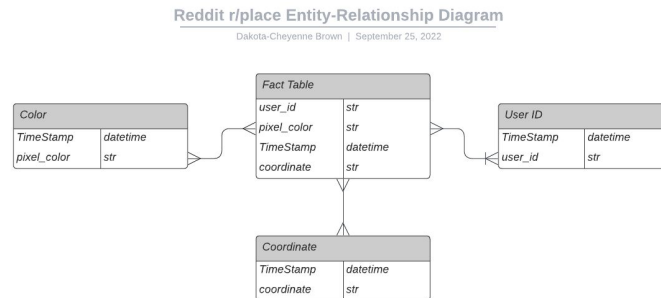 Reddit r/place Entity-Relationship Diagram
Dakota-Cheyenne Brown | September 25, 2022
Fact Table
user_id str
pixel_color str
TimeStamp datetime
coordinate str
Color
TimeStamp datetime
pixel_color str
User ID
TimeStamp datetime
user_id str
Coordinate
TimeStamp datetime
coordinate str